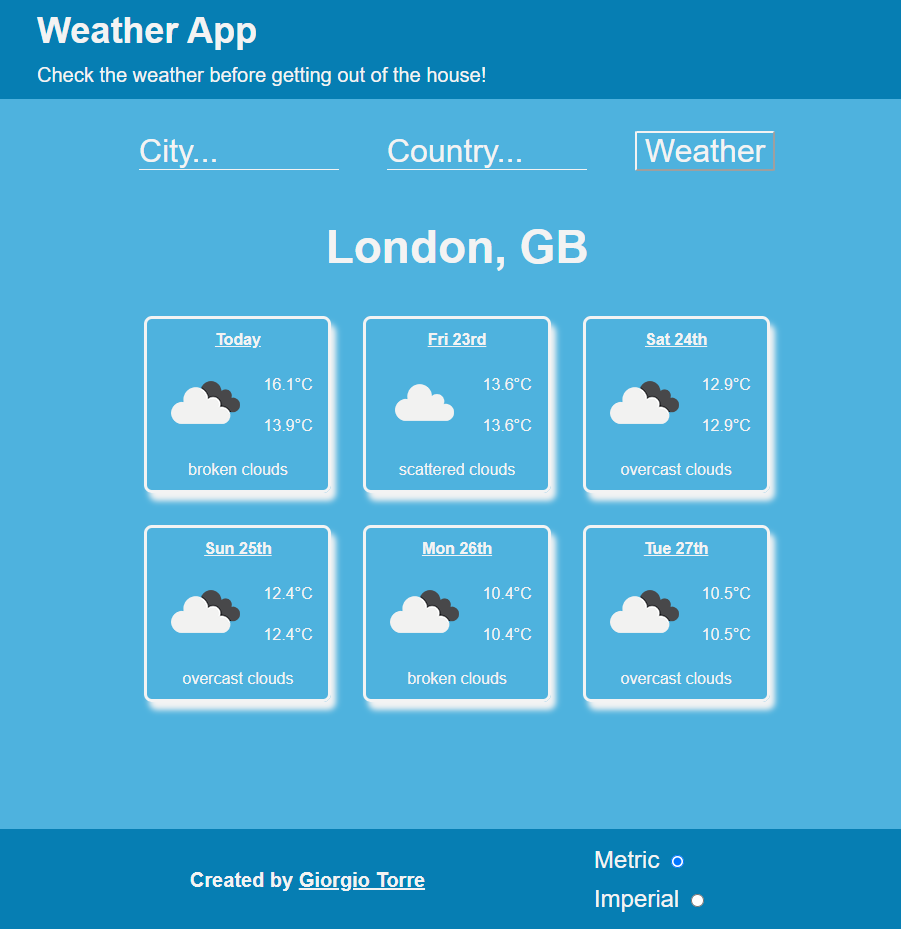 Weather App
Check the weather before getting out of the house!
City...
Country...
Weather
London, GB
Today
16.1°C
13.9°C
broken clouds
Fri 23rd
13.6°C
13.6°C
scattered clouds
Sat 24th
12.9°C
12.9°C
overcast clouds
Sun 25th
12.4°C
12.4°C
overcast clouds
Mon 26th
10.4°C
10.4°C
broken clouds
Tue 27th
10.5°C
10.5°C
overcast clouds
Created by Giorgio Torre
Metric
Imperial